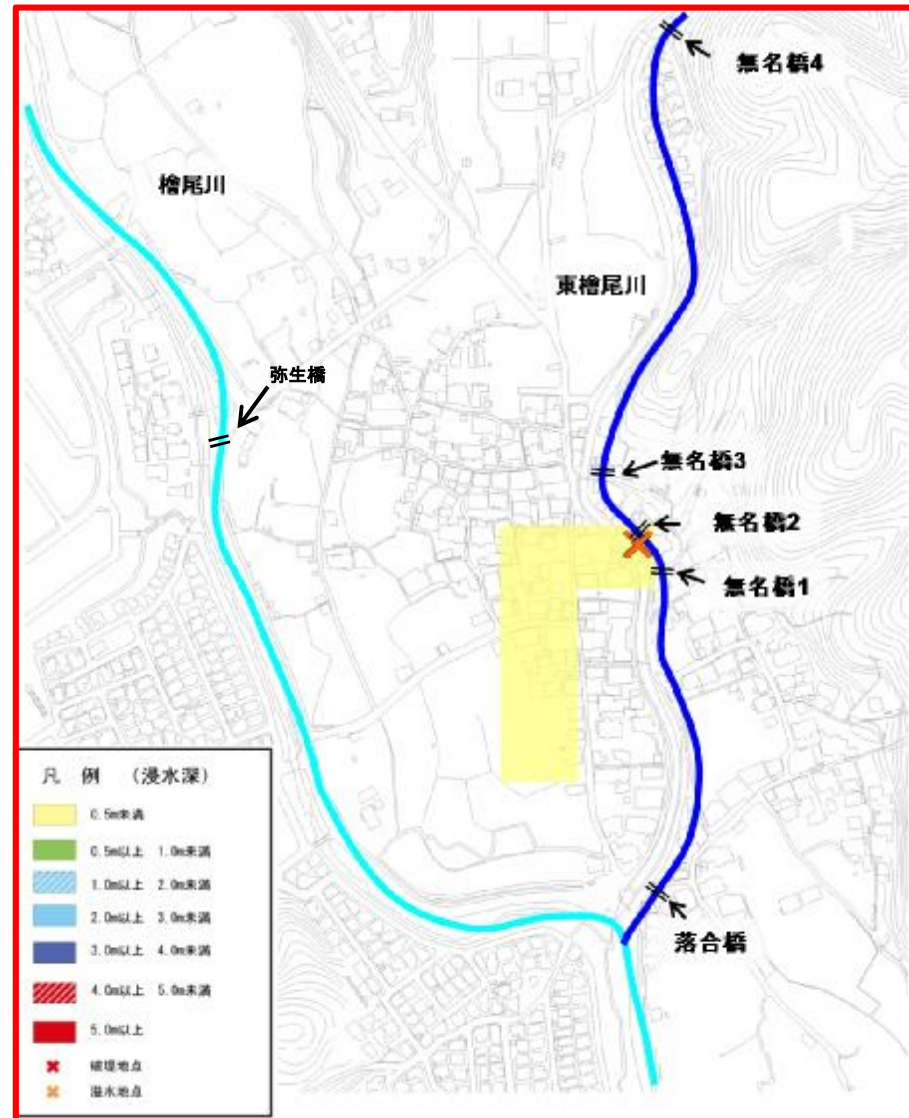 無名橋4
檜尾川
東檜尾川
弥生橋
無名橋3
無名橋2
無名橋1
落合橋
凡 例 （浸水深）
0.5m未満
0.5m以上 1.0m未満
1.0m以上 2.0m未満
2.0m以上 3.0m未満
3.0m以上 4.0m未満
4.0m以上 5.0m未満
5.0m以上
破堤地点
溢水地点